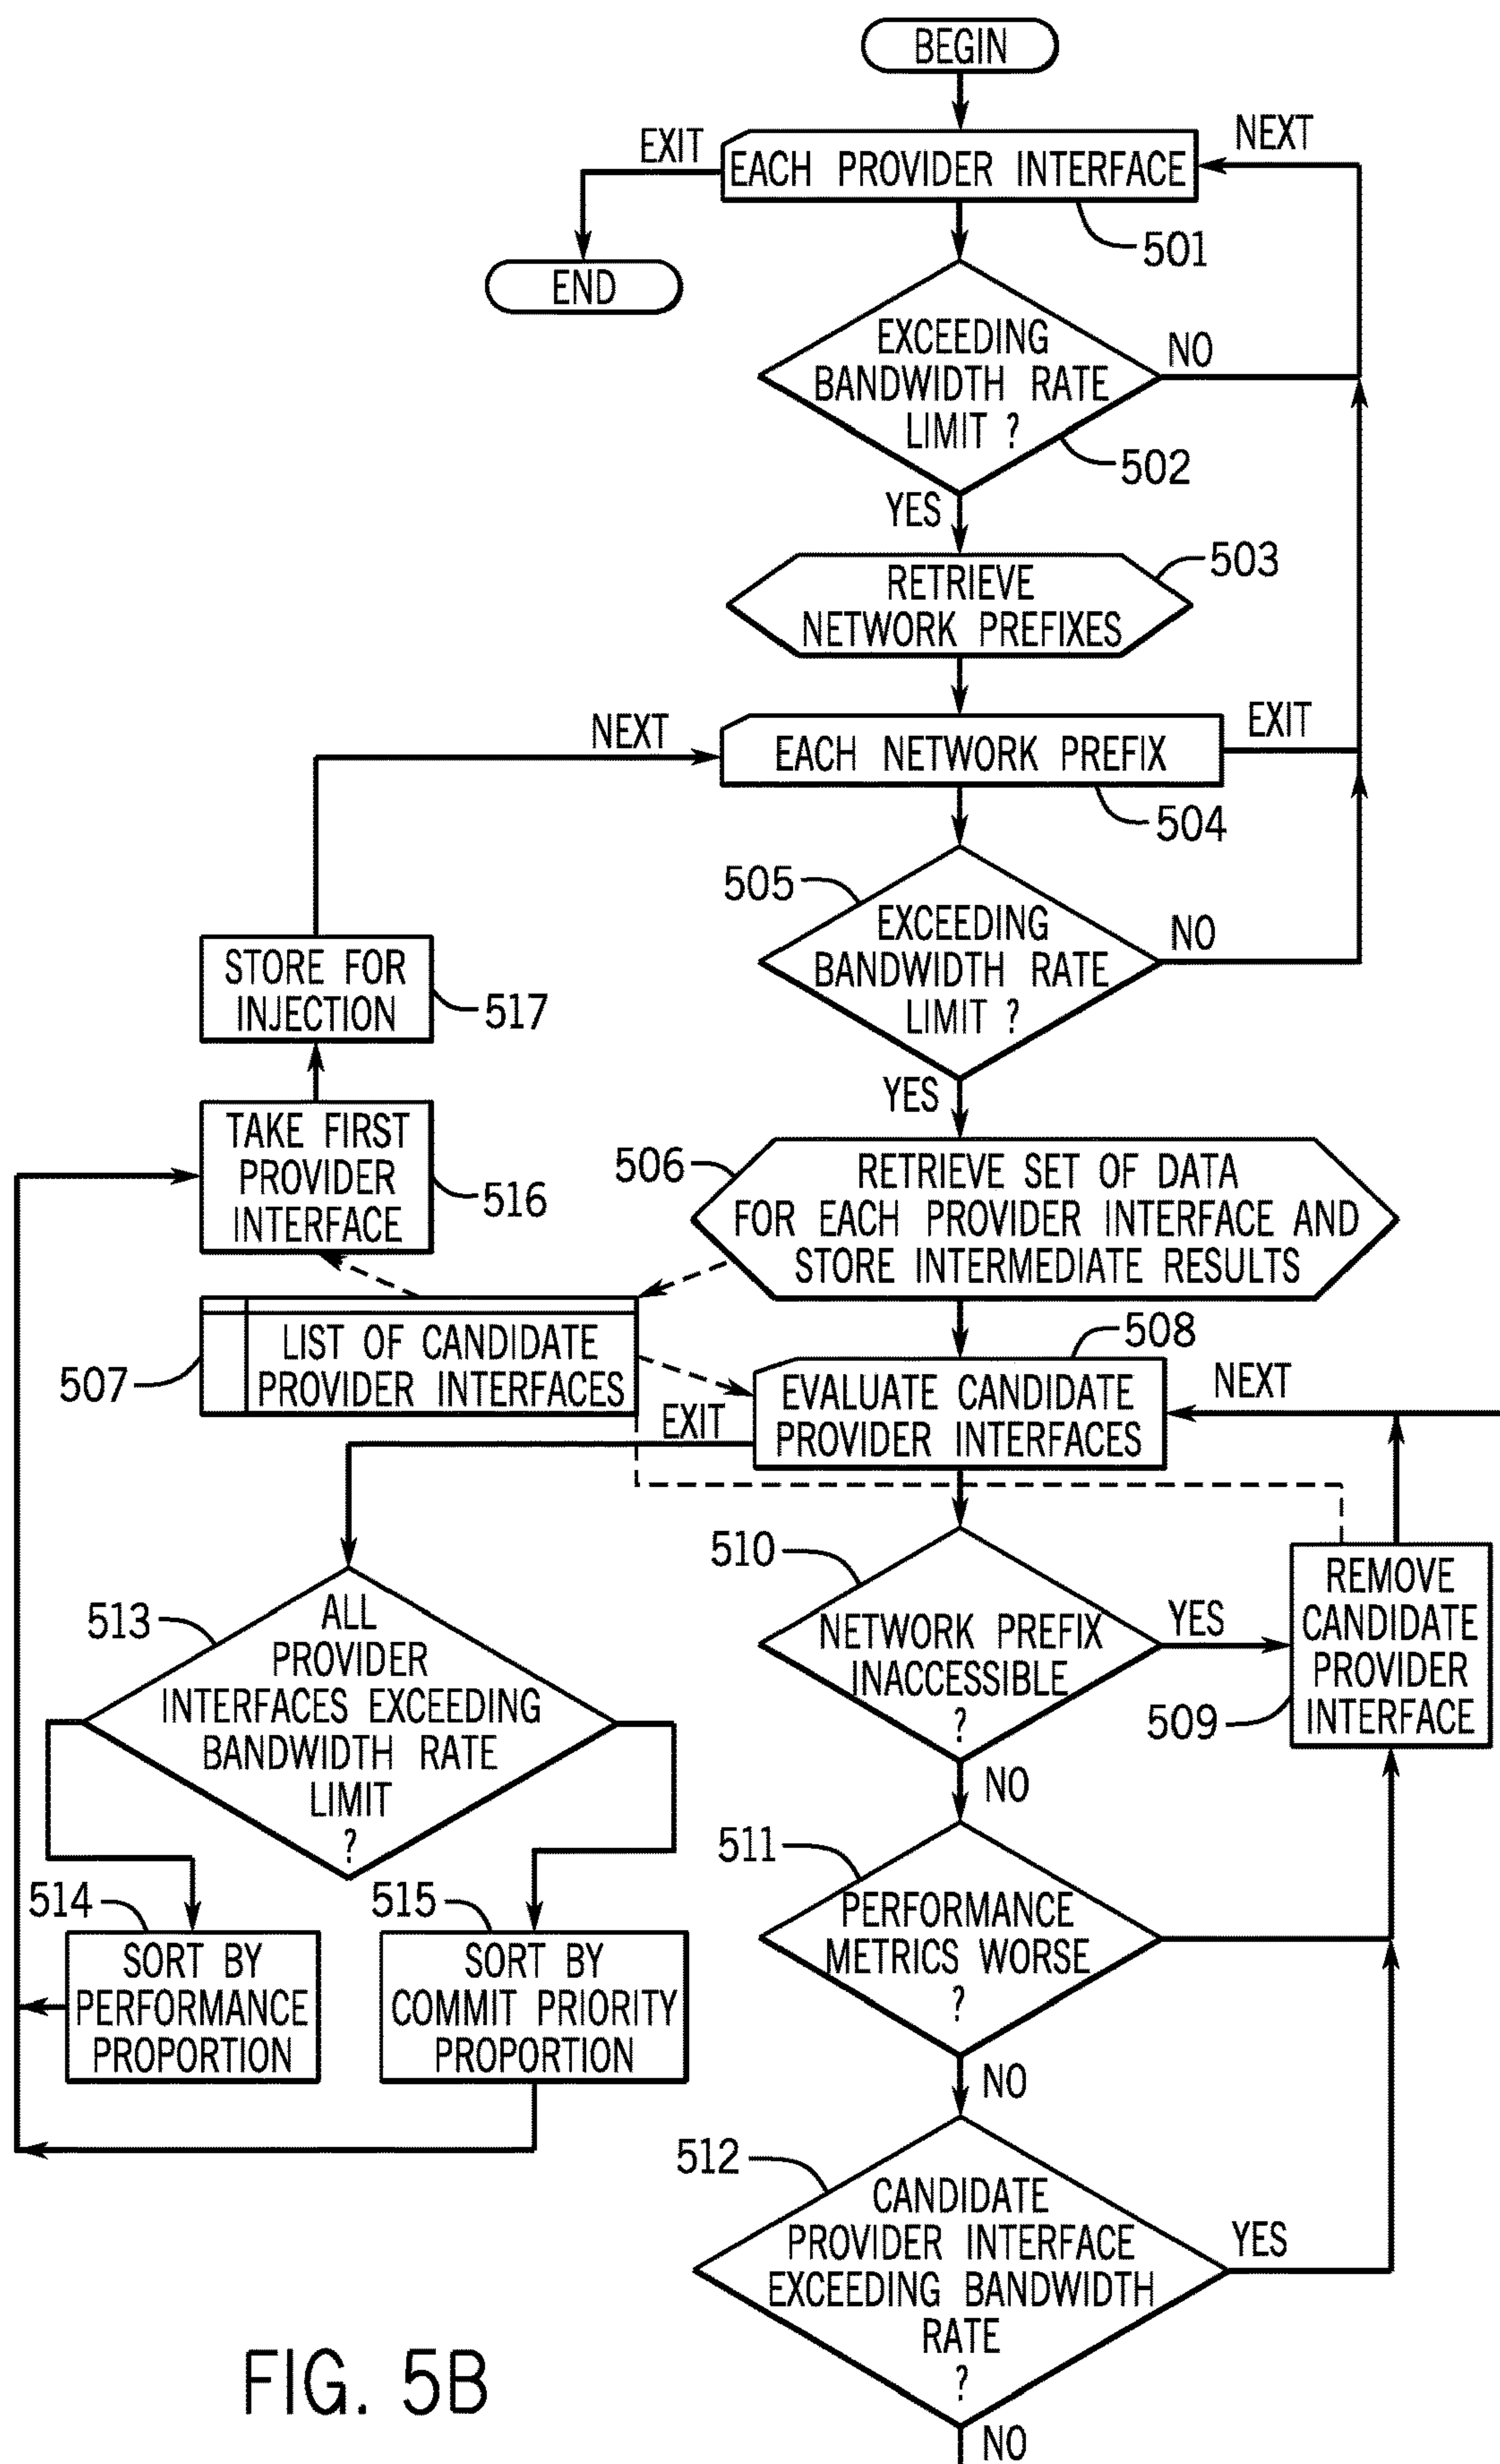 BEGIN
EXIT
EACH PROVIDER INTERFACE
NEXT
501
END
EXCEEDING
BANDWIDTH RATE
LIMIT ?
NO
502
YES
503
RETRIEVE
NETWORK PREFIXES
NEXT
EACH NETWORK PREFIX
EXIT
504
505
EXCEEDING
BANDWIDTH RATE
LIMIT ?
NO
STORE FOR
INJECTION
517
YES
TAKE FIRST
PROVIDER
INTERFACE
516
506
RETRIEVE SET OF DATA
FOR EACH PROVIDER INTERFACE AND
STORE INTERMEDIATE RESULTS
507
LIST OF CANDIDATE
PROVIDER INTERFACES
508
EVALUATE CANDIDATE
PROVIDER INTERFACES
NEXT
EXIT
510
NETWORK PREFIX
INACCESSIBLE
?
YES
REMOVE
CANDIDATE
PROVIDER
INTERFACE
509
513
ALL
PROVIDER
INTERFACES EXCEEDING
BANDWIDTH RATE
LIMIT
?
NO
511
PERFORMANCE
METRICS WORSE
?
514
SORT BY
PERFORMANCE
PROPORTION
515
SORT BY
COMMIT PRIORITY
PROPORTION
NO
512
CANDIDATE
PROVIDER INTERFACE
EXCEEDING BANDWIDTH
RATE
?
YES
NO
FIG. 5B